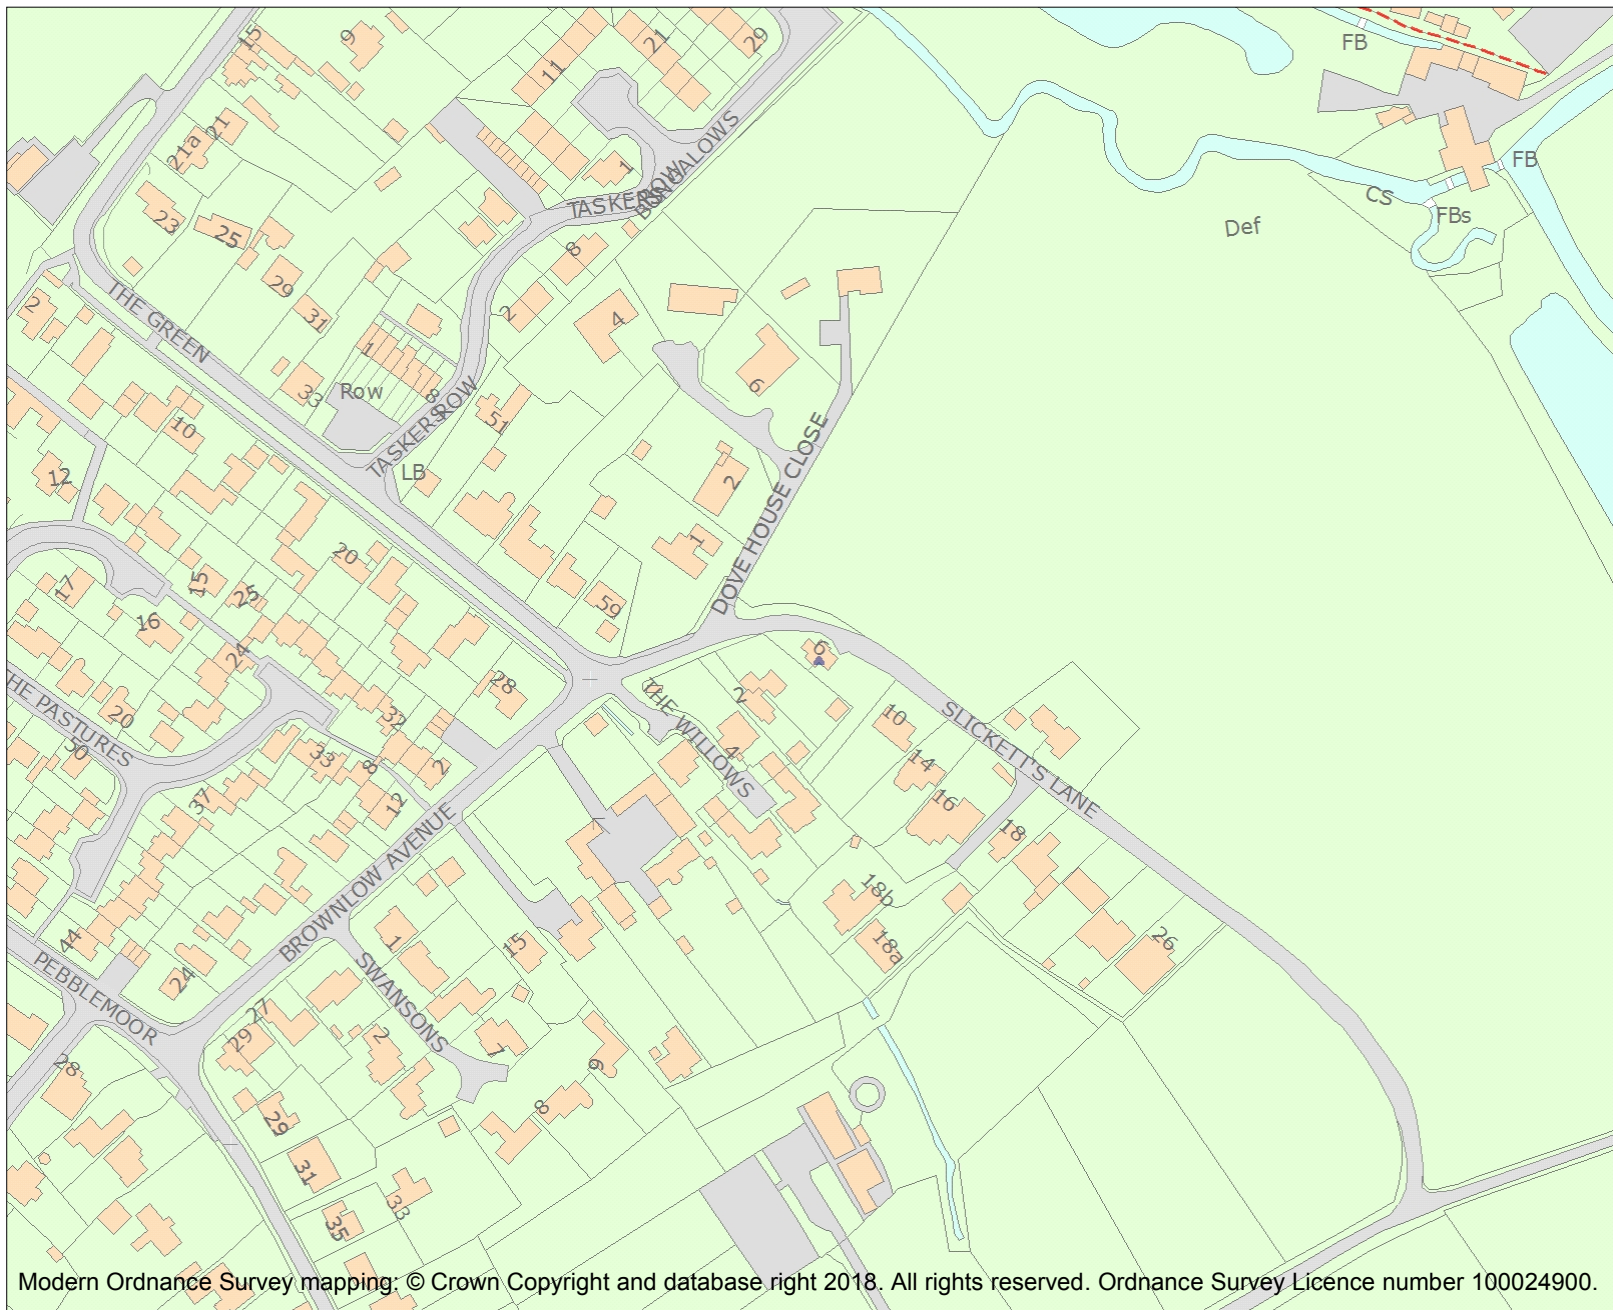 15
9
11
21
29
FB
21a
21
1
TASKERS ROW
BUNGALOWS
FB
CS
FBs
Def
23
25
8
29
31
2
THE GREEN
2
4
1
Row
33
8
6
10
51
TASKERS ROW
LB
12
2
DOVE HOUSE CLOSE
1
20
17
15
25
16
59
24
6
28
2
THE WILLOWS
THE PASTURES
20
50
32
33
8
2
4
10
SLICKETT'S LANE
14
37
12
16
18
BROWNLOW AVENUE
18b
44
1
15
18a
26
24
PEBBLEMOOR
SWANSONS
27
29
2
7
28
9
29
8
31
33
35
Modern Ordnance Survey mapping: © Crown Copyright and database right 2018. All rights reserved. Ordnance Survey Licence number 100024900.